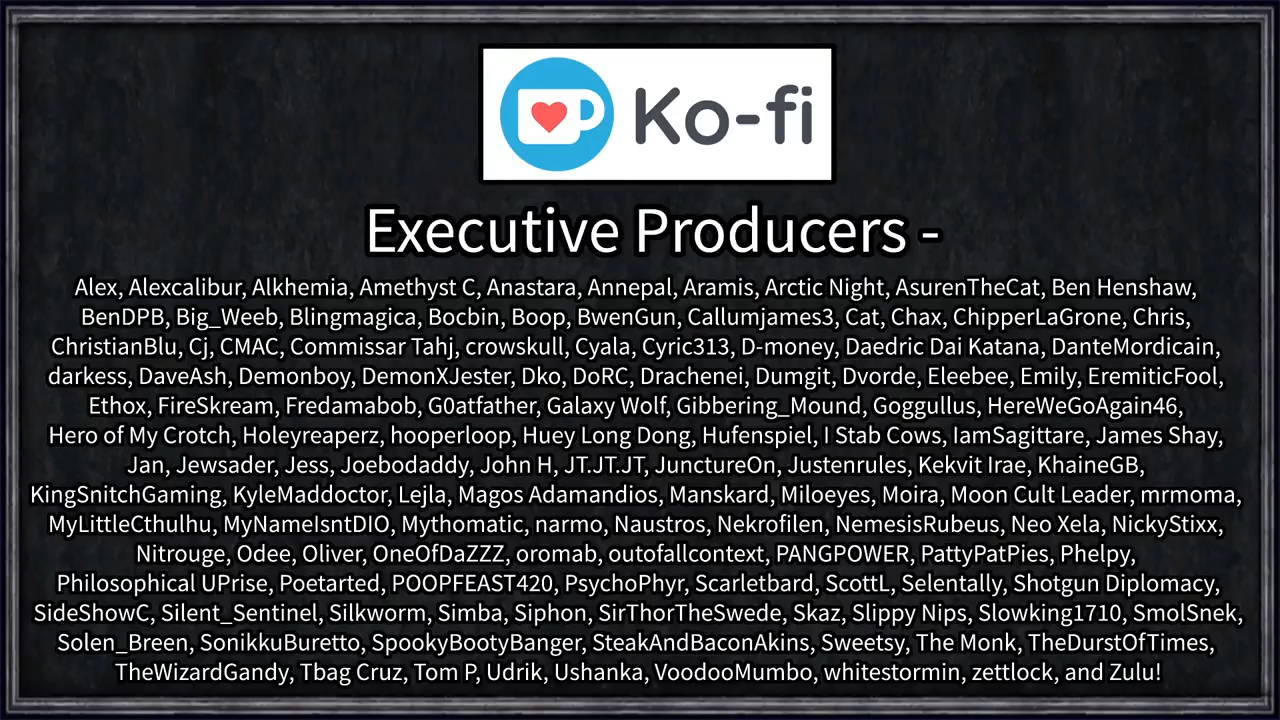 Ko-fi
Executive Producers -
Alex, Alexcalibur, Alkhemia, Amethyst C, Anastara, Annepal, Aramis, Arctic Night, AsurenTheCat, Ben Henshaw,
BenDPB, Big_Weeb, Blingmagica, Bocbin, Boop, BwenGun, Callumjames3, Cat, Chax, ChipperLaGrone, Chris,
ChristianBlu, Cj, CMAC, Commissar Tahj, crowskull, Cyala, Cyric313, D-money, Daedric Dai Katana, DanteMordicain,
darkess, DaveAsh, Demonboy, DemonXJester, Dko, DoRC, Drachenei, Dumgit, Dvorde, Eleebee, Emily, EremiticFool,
Ethox, FireSkream, Fredamabob, G0atfather, Galaxy Wolf, Gibbering_Mound, Goggullus, HereWeGoAgain46,
Hero of My Crotch, Holeyreaperz, hooperloop, Huey Long Dong, Hufenspiel, I Stab Cows, IamSagittare, James Shay,
Jan, Jewsader, Jess, Joebodaddy, John H, JT.JT.JT, JunctureOn, Justenrules, Kekvit Irae, KhaineGB,
KingSnitchGaming, KyleMaddoctor, Lejla, Magos Adamandios, Manskard, Miloeyes, Moira, Moon Cult Leader, mrmoma,
MyLittleCthulhu, MyNameIsntDIO, Mythomatic, narmo, Naustros, Nekrofilen, NemesisRubeus, Neo Xela, NickyStixx,
Nitrouge, Odee, Oliver, OneOfDaZZZ, oromab, outofallcontext, PANGPOWER, PattyPatPies, Phelpy,
Philosophical UPrise, Poetarted, POOPFEAST420, PsychoPhyr, Scarletbard, ScottL, Selentally, Shotgun Diplomacy,
SideShowC, Silent_Sentinel, Silkworm, Simba, Siphon, SirThorTheSwede, Skaz, Slippy Nips, Slowking1710, SmolSnek,
Solen_Breen, SonikkuBuretto, SpookyBootyBanger, SteakAndBaconAkins, Sweetsy, The Monk, TheDurstOfTimes,
TheWizardGandy, Tbag Cruz, Tom P, Udrik, Ushanka, VoodooMumbo, whitestormin, zettlock, and Zulu!